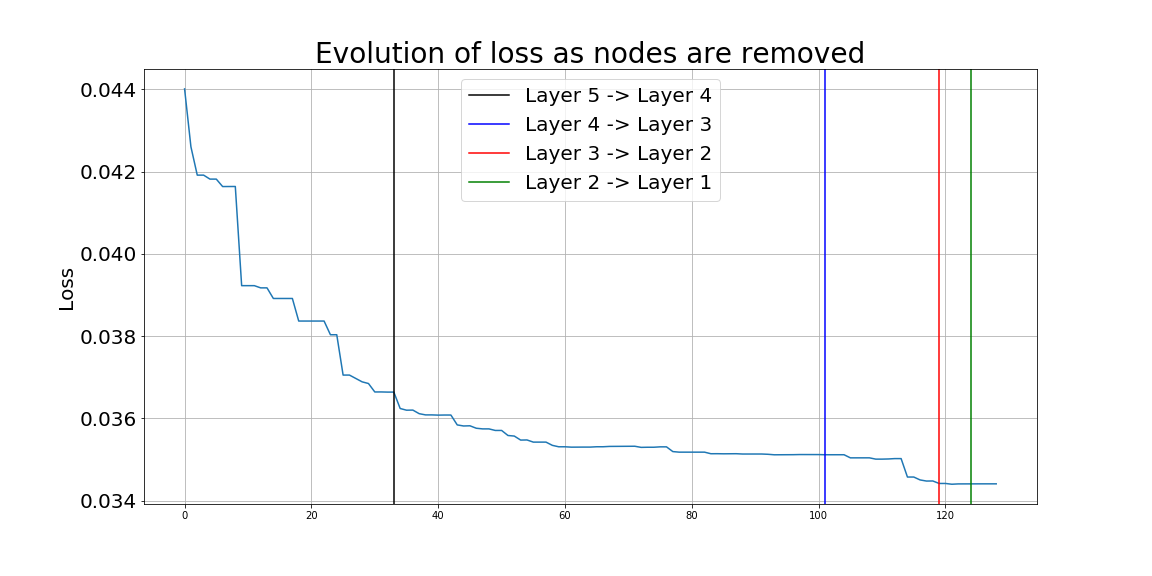 Evolution of loss as nodes are removed
Layer 5 -> Layer 4
Layer 4 -> Layer 3
Layer 3 -> Layer 2
Layer 2 -> Layer 1
Loss
0.044
0.042
0.040
0.038
0.036
0.034
0 20 40 60 80 100 120